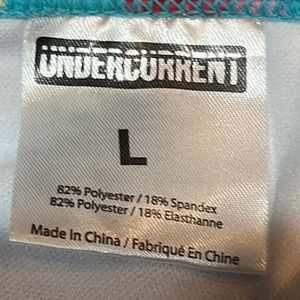 UNDERCURRENT
L
82% Polyester / 18% Spandex
82% Polyester / 18% Elasthanne
Made In China / Fabriqué En Chine